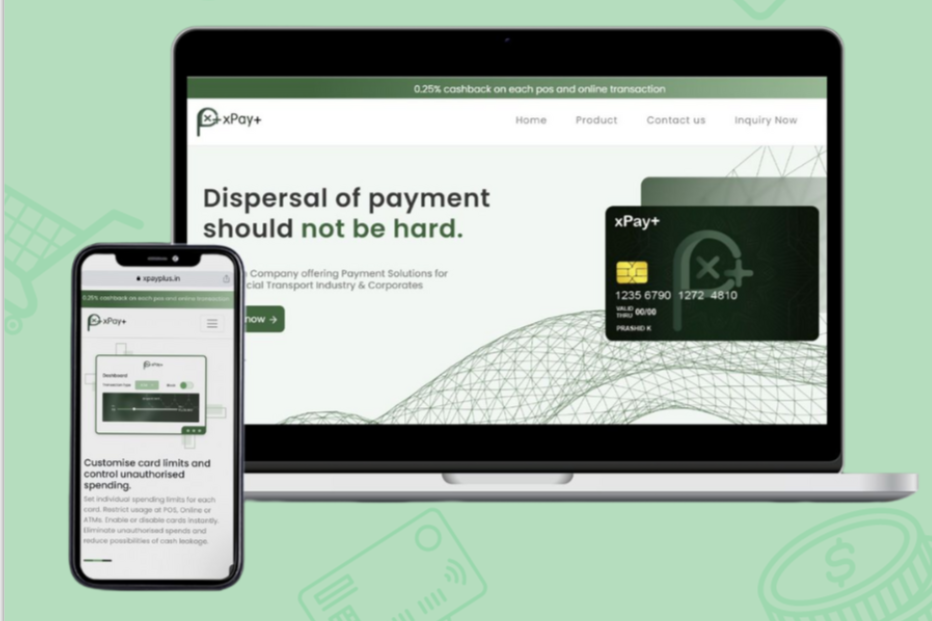 0.25% cashback on each pos and online transaction
xPay+
Home Product Contact us Inquiry Now
Dispersal of payment
should not be hard.
Company offering Payment Solutions for
cial Transport Industry & Corporates
now →
xPay+
1235 6790 1272 4810
VALID
THRU 00/00
PRASHID K
xpayplus.in
0.25% cashback on each pos and online transaction
xPay+
xPay+
Dashboard
Transaction Type
Customise card limits and
control unauthorised
spending.
Set individual spending limits for each
card. Restrict usage at POS, Online or
ATMs. Enable or disable cards instantly.
Eliminate unauthorised spends and
reduce possibilities of cash leakage.
$